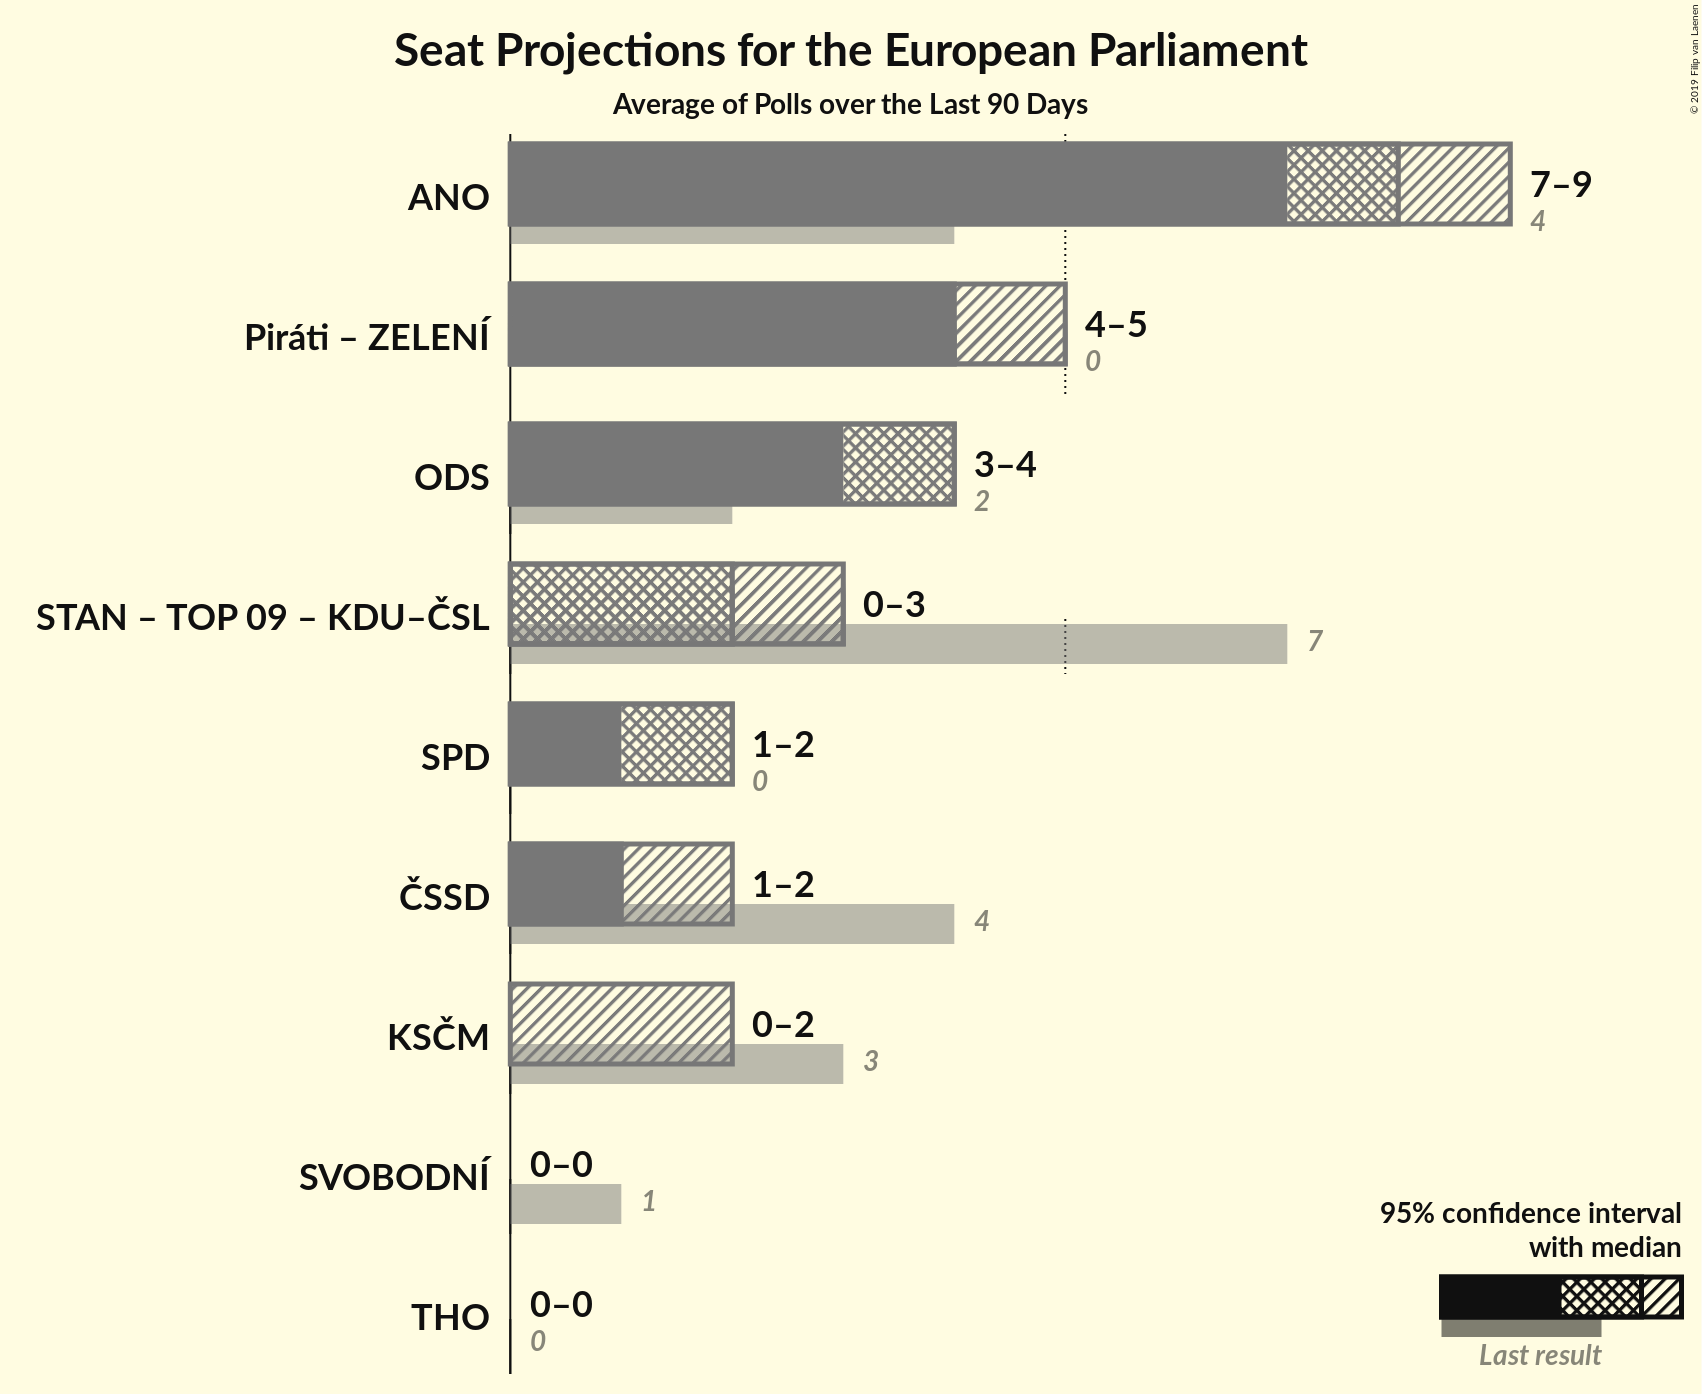 Seat Projections for the European Parliament
Average of Polls over the Last 90 Days
© 2019 Filip van Laenen
ANO
7–9
4
Piráti – ZELENÍ
4–5
0
ODS
3–4
2
STAN – TOP 09 – KDU–ČSL
0–3
7
SPD
1–2
0
ČSSD
1–2
4
KSČM
0–2
3
SVOBODNÍ
0–0
1
THO
0–0
0
95% confidence interval
with median
Last result